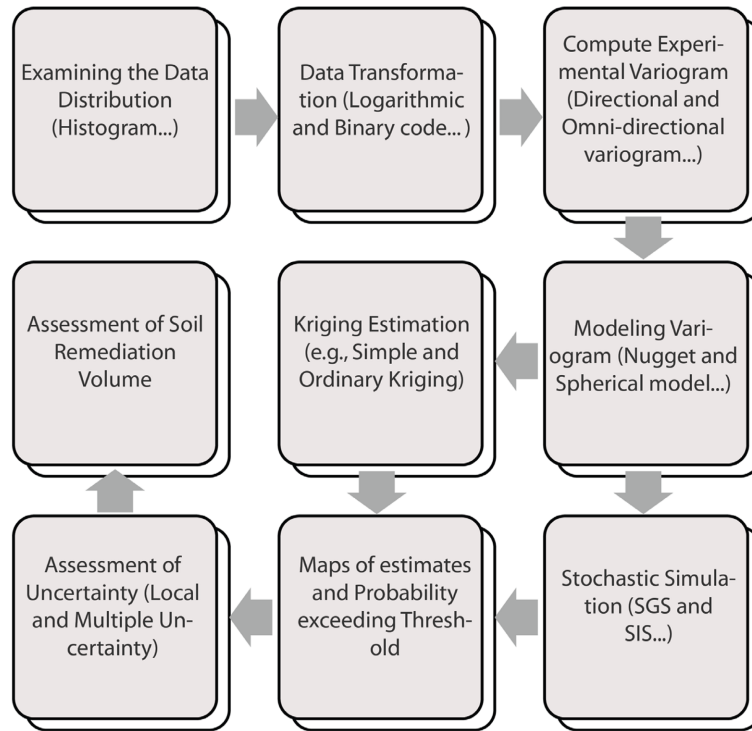 Examining the Data
Distribution
(Histogram...)
Data Transforma-
tion (Logarithmic
and Binary code... )
Compute Experi-
mental Variogram
(Directional and
Omni-directional
variogram...)
Assessment of Soil
Remediation
Volume
Kriging Estimation
(e.g., Simple and
Ordinary Kriging)
Modeling Vari-
ogram (Nugget and
Spherical model...)
Assessment of
Uncertainty (Local
and Multiple Un-
certainty)
Maps of estimates
and Probability
exceeding Thresh-
old
Stochastic Simula-
tion (SGS and
SIS...)